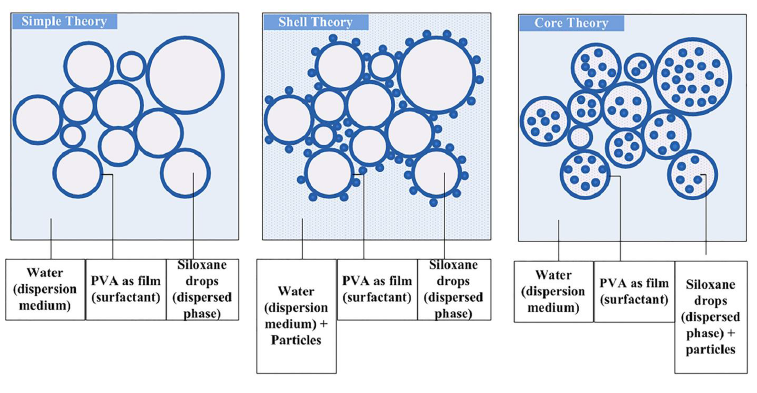 Simple Theory
Water
(dispersion
medium)
PVA as film
(surfactant)
Siloxane
drops
(dispersed
phase)
Shell Theory
Water
(dispersion
medium) +
Particles
PVA as film
(surfactant)
Siloxane
drops
(dispersed
phase)
Core Theory
Water
(dispersion
medium)
PVA as film
(surfactant)
Siloxane
drops
(dispersed
phase) +
particles